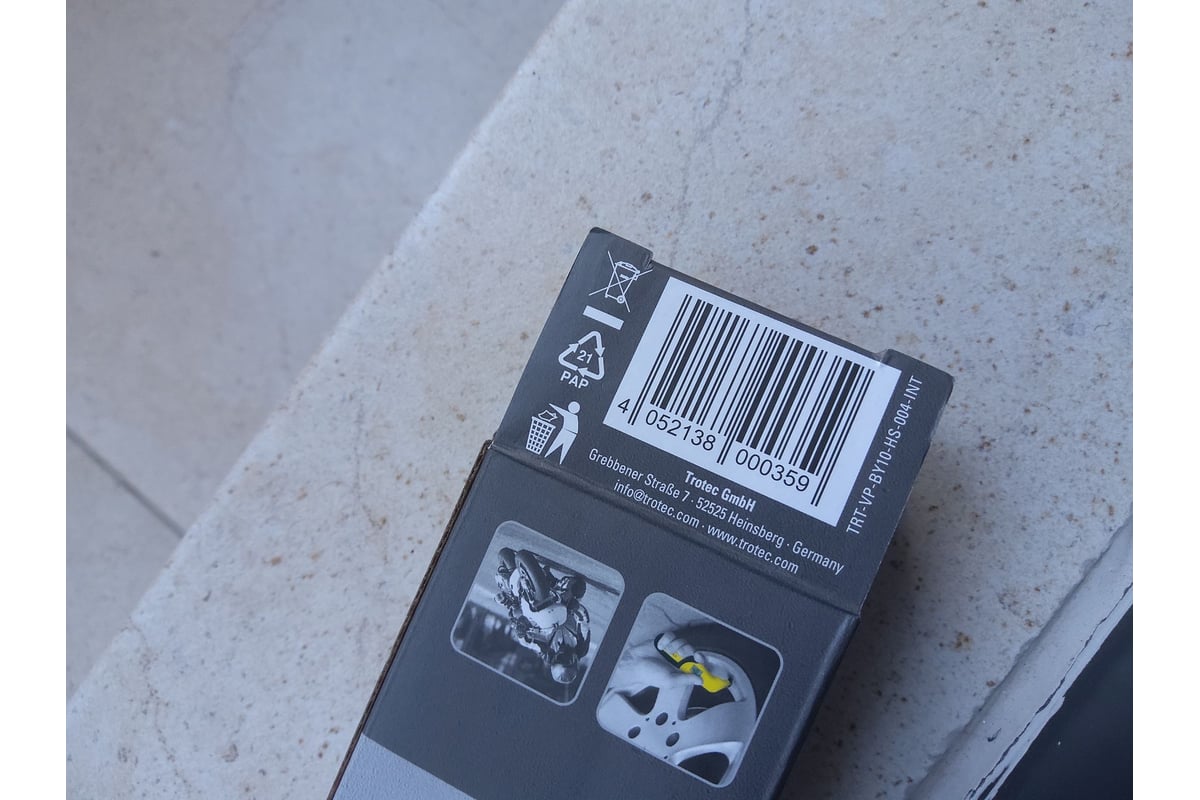 21
PAP
4 052138 000359
Trotec GmbH
Grebbener Straße 7 · 52525 Heinsberg · Germany
info@trotec.com · www.trotec.com
TRT-VP-BY10-HS-004-INT